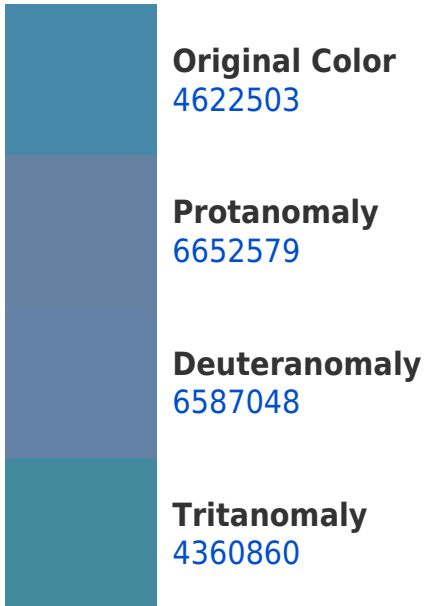 Original Color
4622503
Protanomaly
6652579
Deuteranomaly
6587048
Tritanomaly
4360860